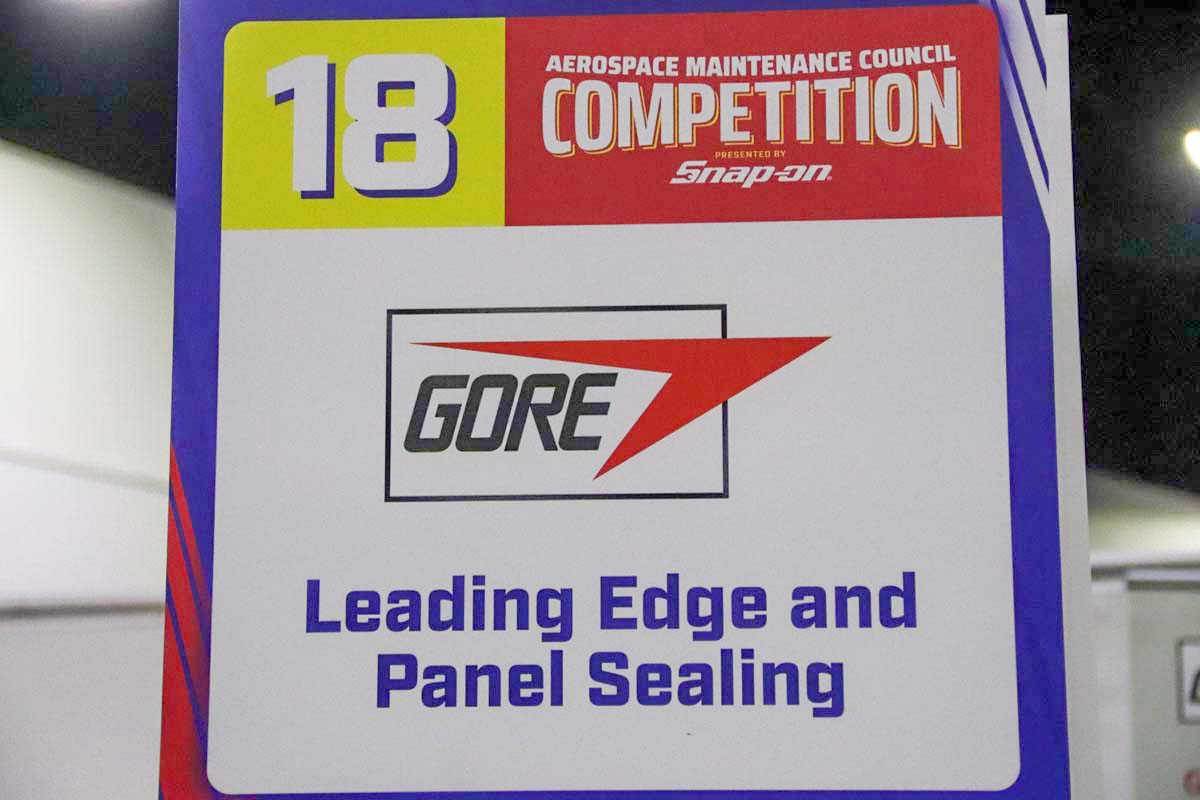 18
AEROSPACE MAINTENANCE COUNCIL
COMPETITION
PRESENTED BY
Snap-on
GORE
Leading Edge and
Panel Sealing